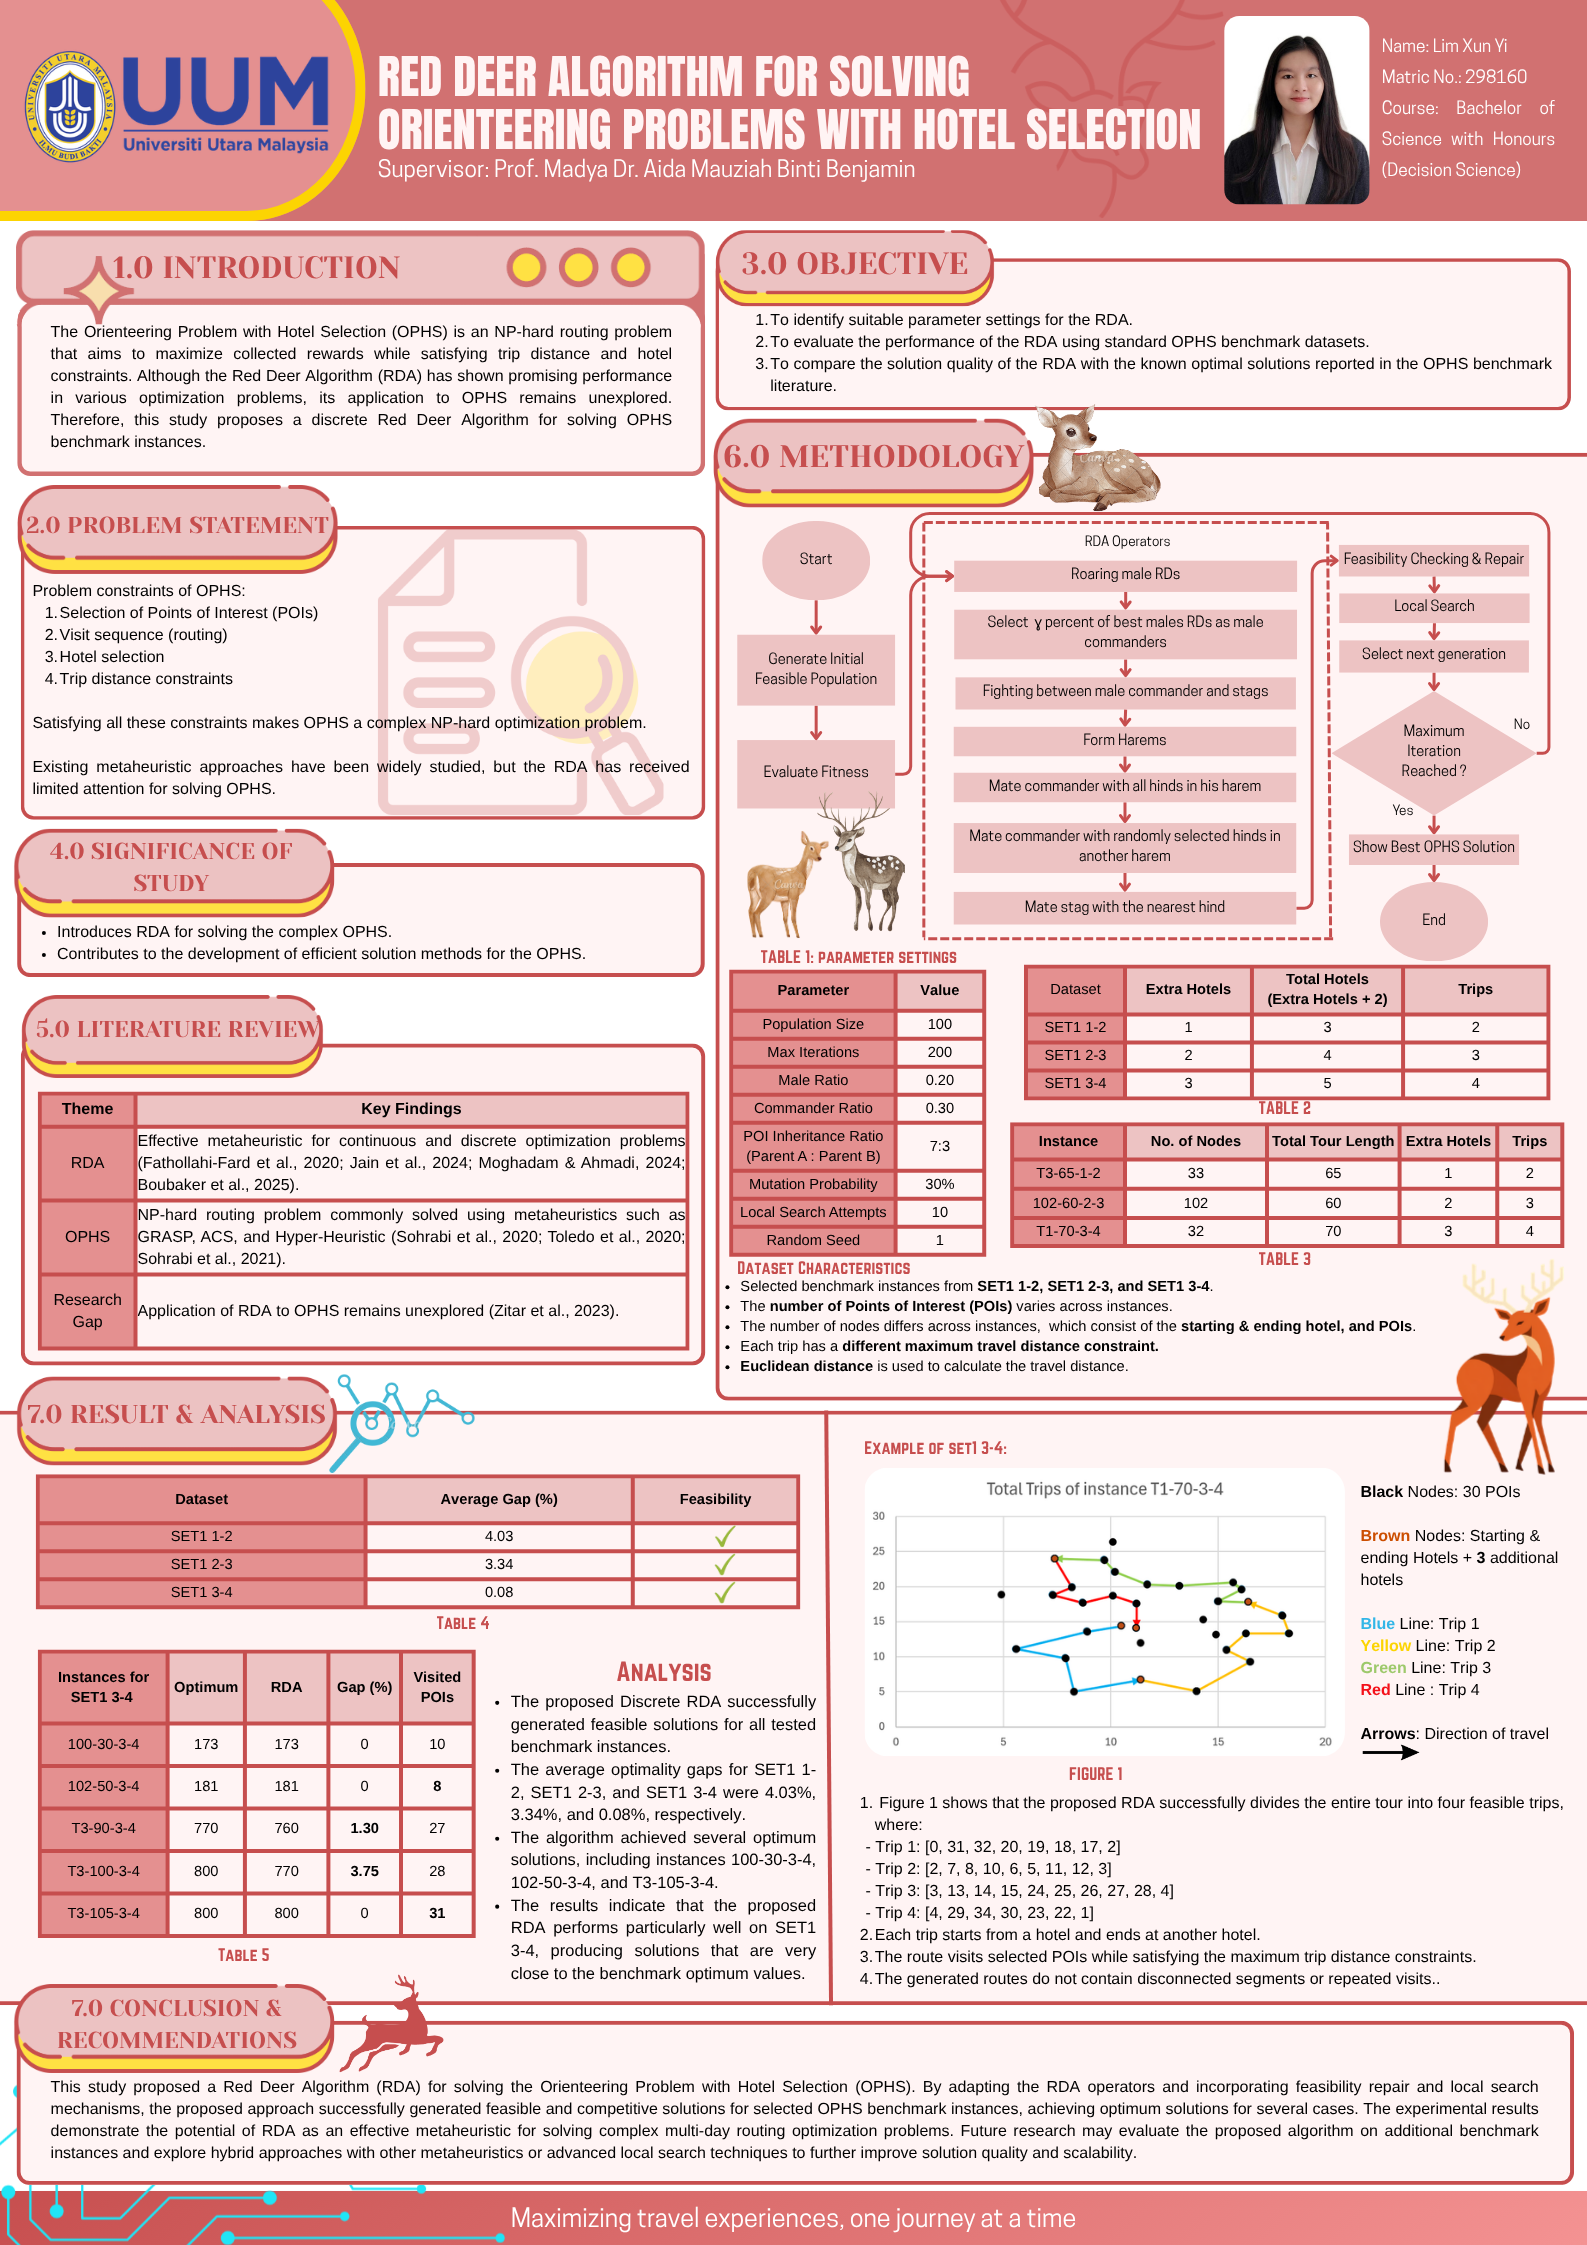 UNIVERSITI UTARA MALAYSIA
ILMU BUDI BAKTI
UUM
Universiti Utara Malaysia
RED DEER ALGORITHM FOR SOLVING
ORIENTEERING PROBLEMS WITH HOTEL SELECTION
Supervisor: Prof. Madya Dr. Aida Mauziah Binti Benjamin
Name: Lim Xun Yi
Matric No.: 298160
Course: Bachelor of
Science with Honours
(Decision Science)
1.0 INTRODUCTION
The Orienteering Problem with Hotel Selection (OPHS) is an NP-hard routing problem
that aims to maximize collected rewards while satisfying trip distance and hotel
constraints. Although the Red Deer Algorithm (RDA) has shown promising performance
in various optimization problems, its application to OPHS remains unexplored.
Therefore, this study proposes a discrete Red Deer Algorithm for solving OPHS
benchmark instances.
2.0 PROBLEM STATEMENT
Problem constraints of OPHS:
1. Selection of Points of Interest (POIs)
2. Visit sequence (routing)
3. Hotel selection
4. Trip distance constraints
Satisfying all these constraints makes OPHS a complex NP-hard optimization problem.
Existing metaheuristic approaches have been widely studied, but the RDA has received
limited attention for solving OPHS.
4.0 SIGNIFICANCE OF
STUDY
• Introduces RDA for solving the complex OPHS.
• Contributes to the development of efficient solution methods for the OPHS.
5.0 LITERATURE REVIEW
Theme Key Findings
RDA
Effective metaheuristic for continuous and discrete optimization problems
(Fathollahi-Fard et al., 2020; Jain et al., 2024; Moghadam & Ahmadi, 2024;
Boubaker et al., 2025).
OPHS
NP-hard routing problem commonly solved using metaheuristics such as
GRASP, ACS, and Hyper-Heuristic (Sohrabi et al., 2020; Toledo et al., 2020;
Sohrabi et al., 2021).
Research
Gap
Application of RDA to OPHS remains unexplored (Zitar et al., 2023).
3.0 OBJECTIVE
1. To identify suitable parameter settings for the RDA.
2. To evaluate the performance of the RDA using standard OPHS benchmark datasets.
3. To compare the solution quality of the RDA with the known optimal solutions reported in the OPHS benchmark
literature.
6.0 METHODOLOGY
Canva
Start
Generate Initial
Feasible Population
Evaluate Fitness
Canva
RDA Operators
Roaring male RDs
Select γ percent of best males RDs as male
commanders
Fighting between male commander and stags
Form Harems
Mate commander with all hinds in his harem
Mate commander with randomly selected hinds in
another harem
Mate stag with the nearest hind
Feasibility Checking & Repair
Local Search
Select next generation
Maximum
Iteration
Reached ?
No
Yes
Show Best OPHS Solution
End
TABLE 1: PARAMETER SETTINGS
Parameter Value
Population Size 100
Max Iterations 200
Male Ratio 0.20
Commander Ratio 0.30
POI Inheritance Ratio
(Parent A : Parent B) 7:3
Mutation Probability 30%
Local Search Attempts 10
Random Seed 1
Dataset Extra Hotels Total Hotels
(Extra Hotels + 2) Trips
SET1 1-2 1 3 2
SET1 2-3 2 4 3
SET1 3-4 3 5 4
TABLE 2
Instance No. of Nodes Total Tour Length Extra Hotels Trips
T3-65-1-2 33 65 1 2
102-60-2-3 102 60 2 3
T1-70-3-4 32 70 3 4
TABLE 3
DATASET CHARACTERISTICS
• Selected benchmark instances from SET1 1-2, SET1 2-3, and SET1 3-4.
• The number of Points of Interest (POIs) varies across instances.
• The number of nodes differs across instances, which consist of the starting & ending hotel, and POIs.
• Each trip has a different maximum travel distance constraint.
• Euclidean distance is used to calculate the travel distance.
7.0 RESULT & ANALYSIS
Dataset Average Gap (%) Feasibility
SET1 1-2 4.03 ✓
SET1 2-3 3.34 ✓
SET1 3-4 0.08 ✓
TABLE 4
Instances for
SET1 3-4 Optimum RDA Gap (%) Visited
POIs
100-30-3-4 173 173 0 10
102-50-3-4 181 181 0 8
T3-90-3-4 770 760 1.30 27
T3-100-3-4 800 770 3.75 28
T3-105-3-4 800 800 0 31
TABLE 5
ANALYSIS
• The proposed Discrete RDA successfully
generated feasible solutions for all tested
benchmark instances.
• The average optimality gaps for SET1 1-
2, SET1 2-3, and SET1 3-4 were 4.03%,
3.34%, and 0.08%, respectively.
• The algorithm achieved several optimum
solutions, including instances 100-30-3-4,
102-50-3-4, and T3-105-3-4.
• The results indicate that the proposed
RDA performs particularly well on SET1
3-4, producing solutions that are very
close to the benchmark optimum values.
EXAMPLE OF SET1 3-4:
Total Trips of instance T1-70-3-4
30
25
20
15
10
5
0
0 5 10 15 20
Black Nodes: 30 POIs
Brown Nodes: Starting &
ending Hotels + 3 additional
hotels
Blue Line: Trip 1
Yellow Line: Trip 2
Green Line: Trip 3
Red Line : Trip 4
Arrows: Direction of travel
FIGURE 1
1. Figure 1 shows that the proposed RDA successfully divides the entire tour into four feasible trips,
where:
- Trip 1: [0, 31, 32, 20, 19, 18, 17, 2]
- Trip 2: [2, 7, 8, 10, 6, 5, 11, 12, 3]
- Trip 3: [3, 13, 14, 15, 24, 25, 26, 27, 28, 4]
- Trip 4: [4, 29, 34, 30, 23, 22, 1]
2. Each trip starts from a hotel and ends at another hotel.
3. The route visits selected POIs while satisfying the maximum trip distance constraints.
4. The generated routes do not contain disconnected segments or repeated visits..
7.0 CONCLUSION &
RECOMMENDATIONS
This study proposed a Red Deer Algorithm (RDA) for solving the Orienteering Problem with Hotel Selection (OPHS). By adapting the RDA operators and incorporating feasibility repair and local search
mechanisms, the proposed approach successfully generated feasible and competitive solutions for selected OPHS benchmark instances, achieving optimum solutions for several cases. The experimental results
demonstrate the potential of RDA as an effective metaheuristic for solving complex multi-day routing optimization problems. Future research may evaluate the proposed algorithm on additional benchmark
instances and explore hybrid approaches with other metaheuristics or advanced local search techniques to further improve solution quality and scalability.
Maximizing travel experiences, one journey at a time